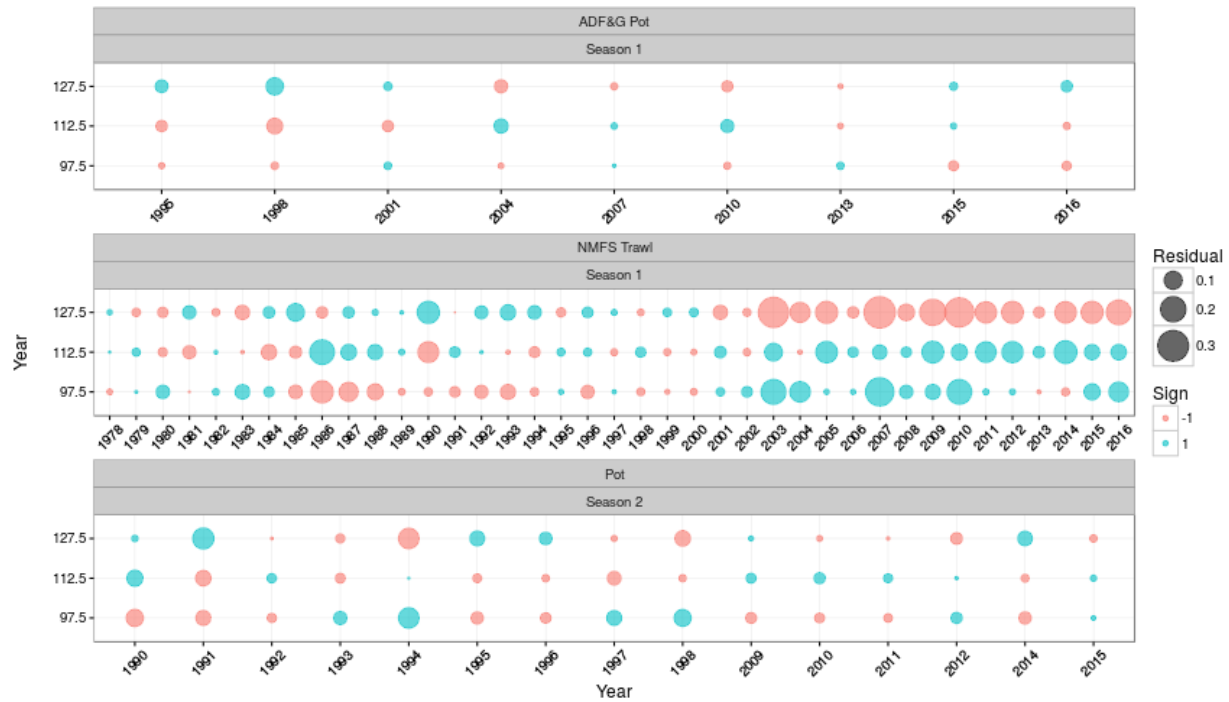 ADF&G Pot
Season 1
127.5
112.5
97.5
1995 1998 2001 2004 2007 2010 2013 2015 2016
NMFS Trawl
Season 1
127.5
112.5
97.5
1978 1979 1980 1981 1982 1983 1984 1985 1986 1987 1988 1989 1990 1991 1992 1993 1994 1995 1996 1997 1998 1999 2000 2001 2002 2003 2004 2005 2006 2007 2008 2009 2010 2011 2012 2013 2014 2015 2016
Pot
Season 2
127.5
112.5
97.5
1990 1991 1992 1993 1994 1995 1996 1997 1998 2009 2010 2011 2012 2014 2015
Year
Year
Residual
0.1
0.2
0.3
Sign
-1
1